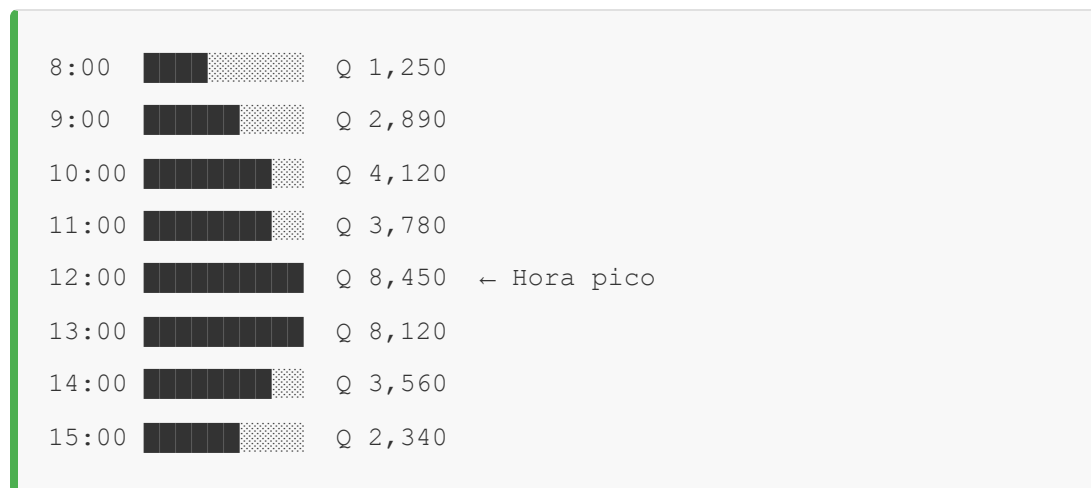 8:00  ████░░░░░░  Q 1,250
9:00  ██████░░░░  Q 2,890
10:00 ████████░░  Q 4,120
11:00 ████████░░  Q 3,780
12:00 ██████████  Q 8,450  ← Hora pico
13:00 ██████████  Q 8,120
14:00 ████████░░  Q 3,560
15:00 ██████░░░░  Q 2,340